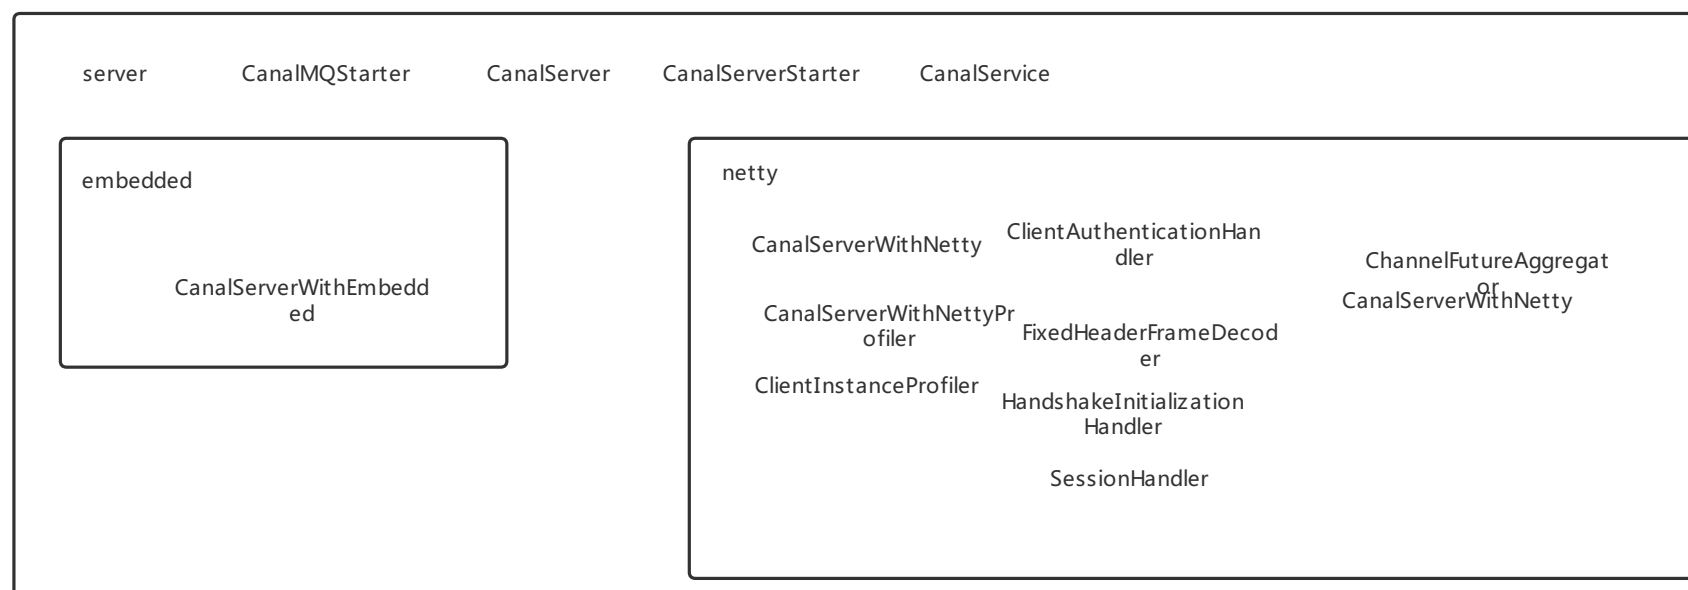 server
CanalMQStarter
CanalServer
CanalServerStarter
CanalService
embedded
CanalServerWithEmbedd
ed
netty
CanalServerWithNetty
CanalServerWithNettyPr
ofiler
ClientInstanceProfiler
ClientAuthenticationHan
dler
FixedHeaderFrameDecod
er
HandshakeInitialization
Handler
SessionHandler
ChannelFutureAggregat
or
CanalServerWithNetty